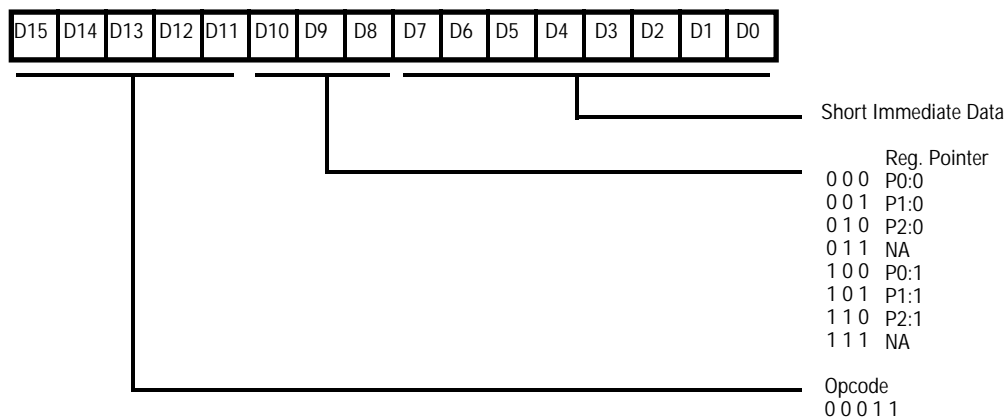 D15 D14 D13 D12 D11 D10 D9 D8 D7 D6 D5 D4 D3 D2 D1 D0
Short Immediate Data
Reg. Pointer
0 0 0 P0:0
0 0 1 P1:0
0 1 0 P2:0
0 1 1 NA
1 0 0 P0:1
1 0 1 P1:1
1 1 0 P2:1
1 1 1 NA
Opcode
0 0 0 1 1